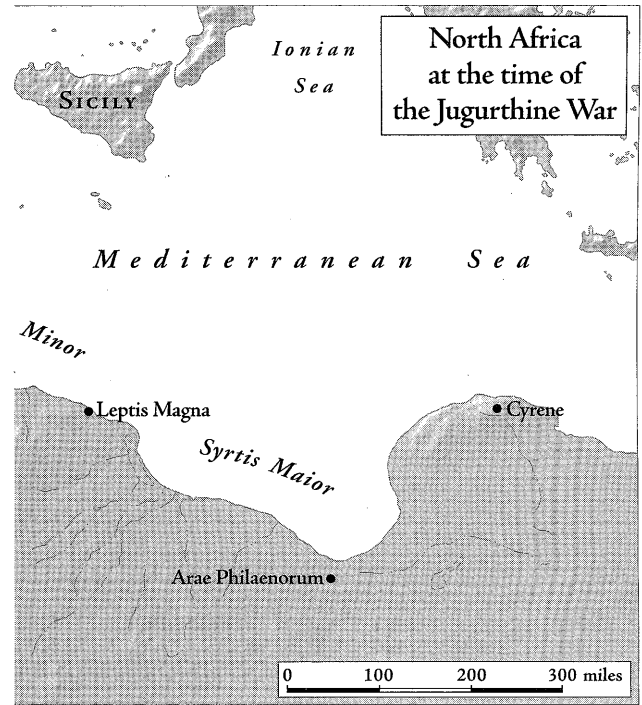 Ionian
Sea
North Africa
at the time of
the Jugurthine War
SICILY
Mediterranean Sea
Minor
Leptis Magna
Cyrene
Syrtis Maior
Arae Philaenorum
0 100 200 300 miles